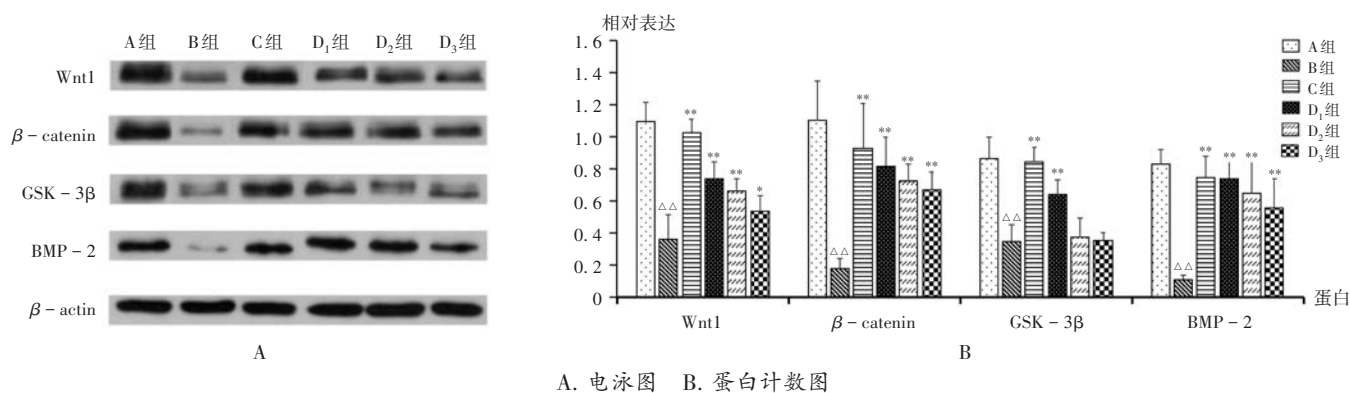 A组 B组 C组 D₁组 D₂组 D₃组
Wnt1
β-catenin
GSK-3β
BMP-2
β-actin
A
相对表达
1.6
1.4
1.2
1.0
0.8
0.6
0.4
0.2
0
** ** ** *
△△
** ** ** **
△△
** **
△△
** ** ** **
△△
A组
B组
C组
D₁组
D₂组
D₃组
Wnt1 β-catenin GSK-3β BMP-2 蛋白
B
A. 电泳图 B. 蛋白计数图